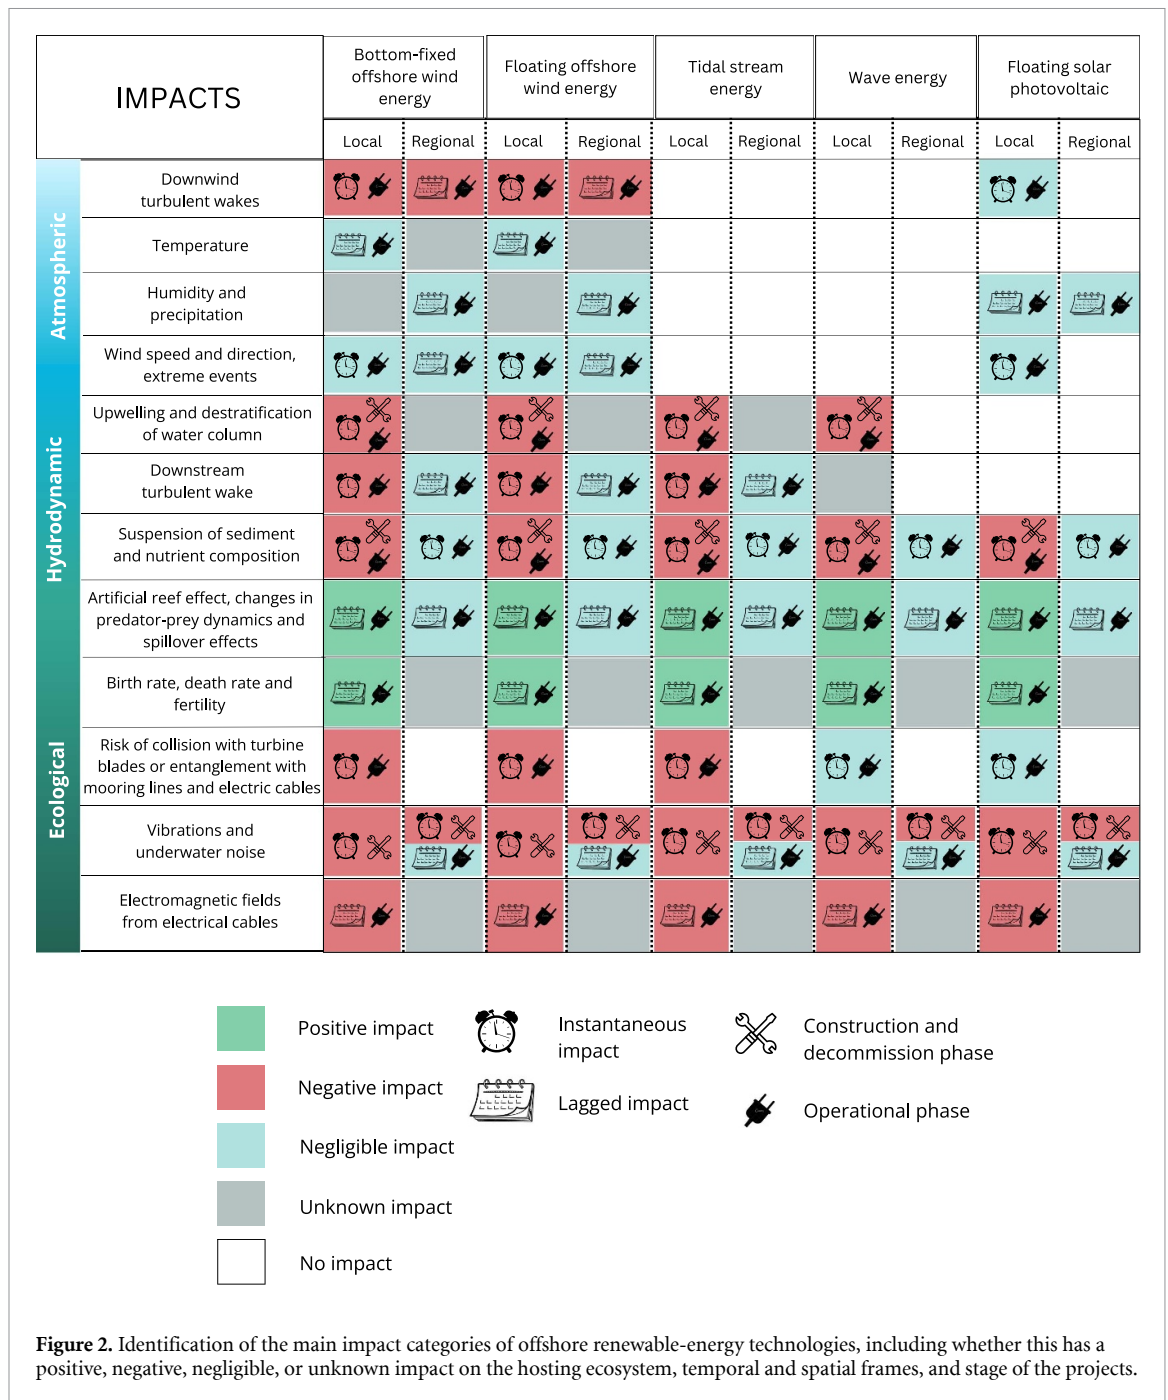 IMPACTS
Bottom-fixed
offshore wind
energy
Floating offshore
wind energy
Tidal stream
energy
Wave energy
Floating solar
photovoltaic
Local
Regional
Local
Regional
Local
Regional
Local
Regional
Local
Regional
Atmospheric
Downwind
turbulent wakes
Temperature
Humidity and
precipitation
Wind speed and direction,
extreme events
Hydrodynamic
Upwelling and destratification
of water column
Downstream
turbulent wake
Suspension of sediment
and nutrient composition
Ecological
Artificial reef effect, changes in
predator-prey dynamics and
spillover effects
Birth rate, death rate and
fertility
Risk of collision with turbine
blades or entanglement with
mooring lines and electric cables
Vibrations and
underwater noise
Electromagnetic fields
from electrical cables
Positive impact
Negative impact
Negligible impact
Unknown impact
No impact
Instantaneous
impact
Lagged impact
Construction and
decommission phase
Operational phase
Figure 2. Identification of the main impact categories of offshore renewable-energy technologies, including whether this has a
positive, negative, negligible, or unknown impact on the hosting ecosystem, temporal and spatial frames, and stage of the projects.